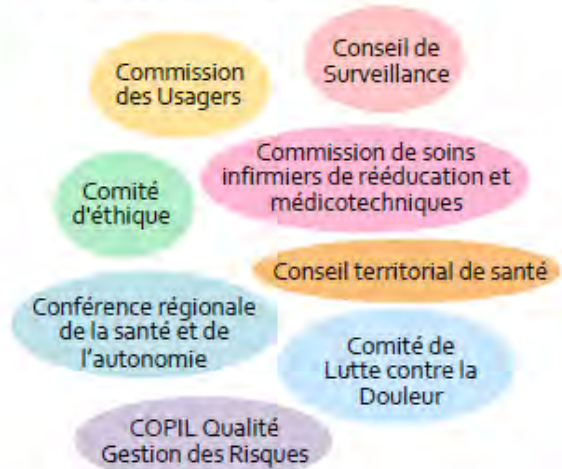 Conseil de
Surveillance
Commission
des Usagers
Commission de soins
infirmiers de rééducation et
médicotechniques
Comité
d'éthique
Conseil territorial de santé
Conférence régionale
de la santé et de
l'autonomie
Comité de
Lutte contre la
Douleur
COPIL Qualité
Gestion des Risques